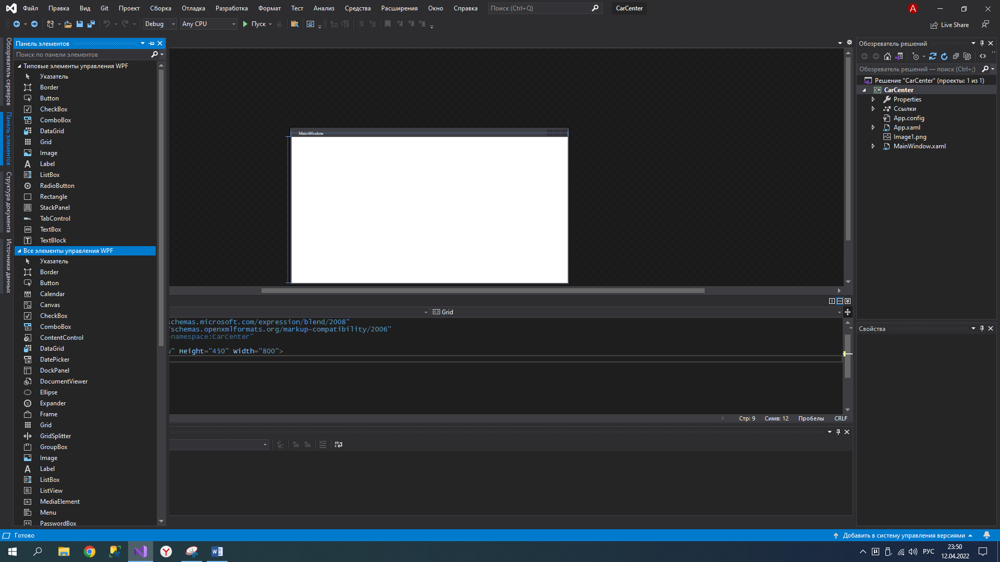 Файл Правка Вид Git Проект Сборка Отладка Разработка Формат Тест Анализ Средства Расширения Окно Справка Поиск (Ctrl+Q) CarCenter A
Debug Any CPU Пуск Live Share
Обозреватель серверов
Панель элементов
Структура документа
Источники данных
Панель элементов
Поиск по панели элементов
Типовые элементы управления WPF
Указатель
Border
Button
CheckBox
ComboBox
DataGrid
Grid
Image
Label
ListBox
RadioButton
Rectangle
StackPanel
TabControl
TextBox
TextBlock
Все элементы управления WPF
Указатель
Border
Button
Calendar
Canvas
CheckBox
ComboBox
ContentControl
DataGrid
DatePicker
DockPanel
DocumentViewer
Ellipse
Expander
Frame
Grid
GridSplitter
GroupBox
Image
Label
ListBox
ListView
MediaElement
Menu
PasswordBox
MainWindow
Grid
schemas.microsoft.com/expression/blend/2008"
/schemas.openxmlformats.org/markup-compatibility/2006"
-namespace:CarCenter"
" Height="450" Width="800">
Стр: 9 Симв: 12 Пробелы CRLF
Обозреватель решений
Обозреватель решений — поиск (Ctrl+;)
Решение "CarCenter" (проекты: 1 из 1)
CarCenter
Properties
Ссылки
App.config
App.xaml
Image1.png
MainWindow.xaml
Свойства
Готово
Добавить в систему управления версиями
РУС
23:50
12.04.2022